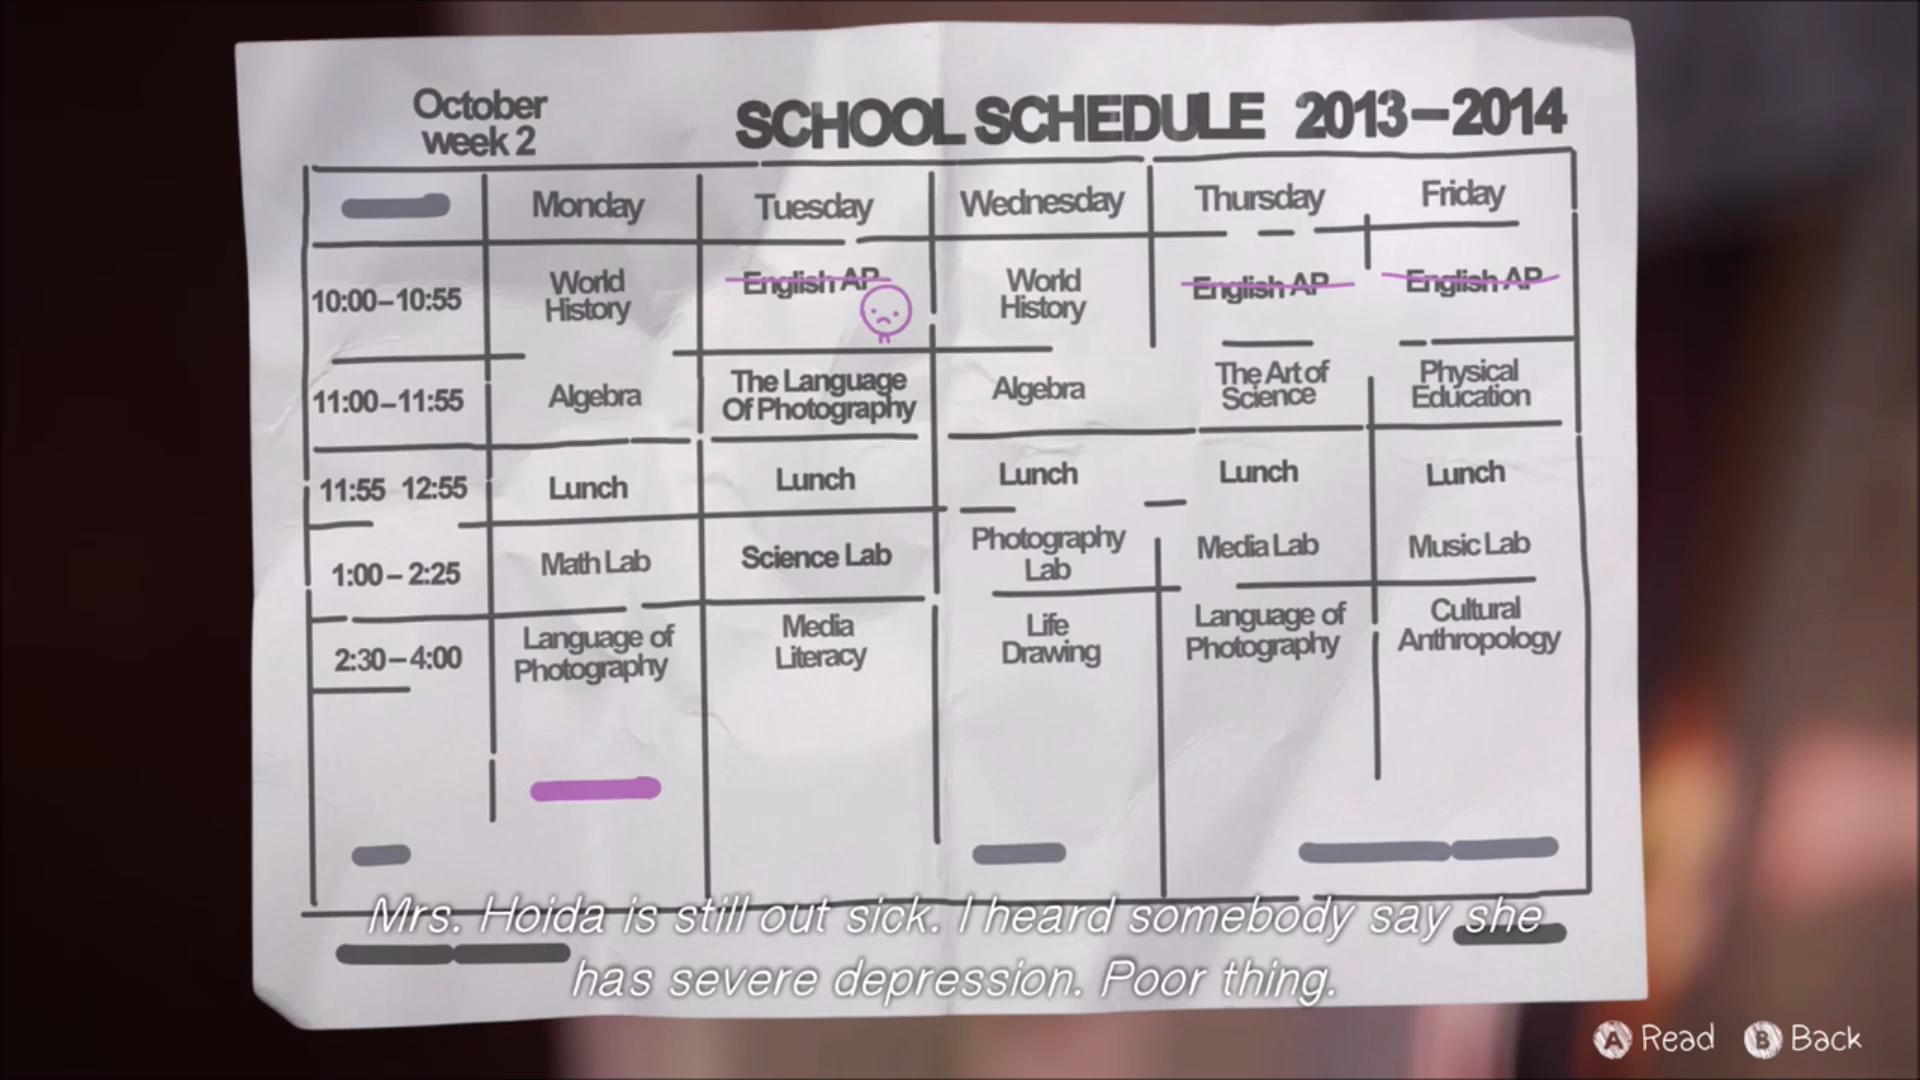 October
week 2
SCHOOL SCHEDULE 2013-2014
Monday
Tuesday
Wednesday
Thursday
Friday
10:00-10:55
World
History
English AP
World
History
English AP
English AP
11:00-11:55
Algebra
The Language
Of Photography
Algebra
The Art of
Science
Physical
Education
11:55 12:55
Lunch
Lunch
Lunch
Lunch
Lunch
1:00-2:25
Math Lab
Science Lab
Photography
Lab
Media Lab
Music Lab
2:30-4:00
Language of
Photography
Media
Literacy
Life
Drawing
Language of
Photography
Cultural
Anthropology
Mrs. Hoida is still out sick. I heard somebody say she
has severe depression. Poor thing.
A Read B Back